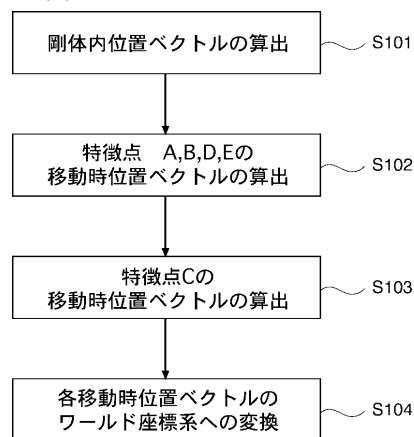 剛体内位置ベクトルの算出
S101
特徴点　A,B,D,Eの
移動時位置ベクトルの算出
S102
特徴点Cの
移動時位置ベクトルの算出
S103
各移動時位置ベクトルの
ワールド座標系への変換
S104